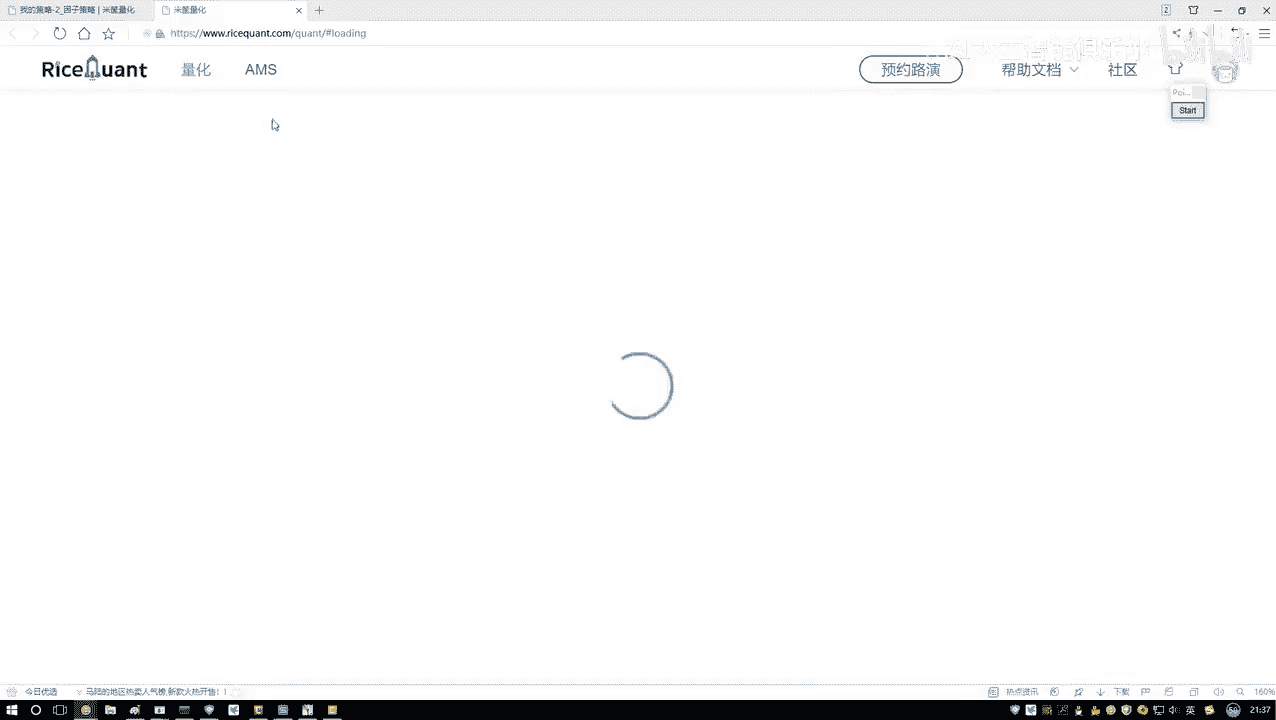 我的策略-2_因子策略 | 米筐量化
米筐量化
https://www.ricequant.com/quant/#loading
RiceQuant
量化
AMS
预约路演
帮助文档
社区
Poi...
Start
今日优选
马陆的地区热卖人气榜,新款火热开售！
热点资讯
下载
160%
英
21:37